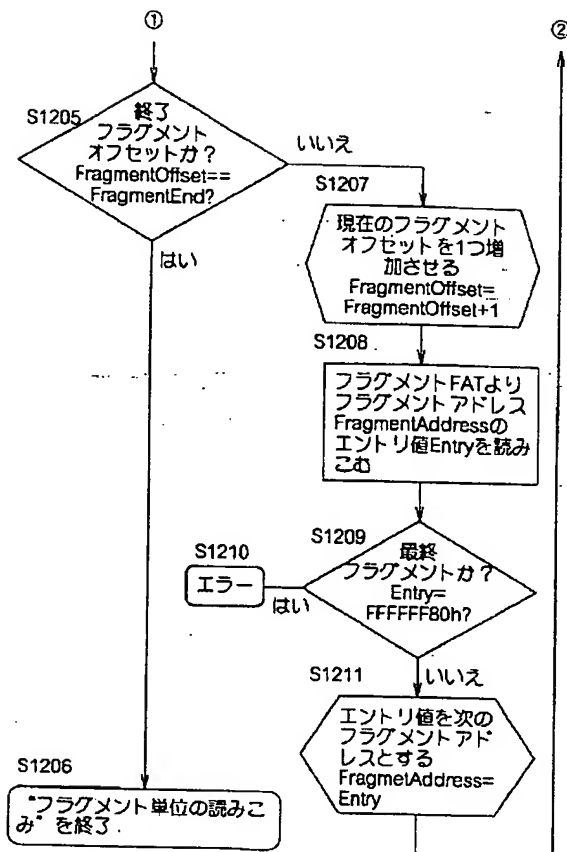 ①
②
S1205
終了
フラグメント
オフセットか？
FragmentOffset==
FragmentEnd?
いいえ
はい
S1207
現在のフラグメント
オフセットを1つ増
加させる
FragmentOffset=
FragmentOffset+1
S1208
フラグメントFATより
フラグメントアドレス
FragmentAddressの
エントリ値Entryを読み
こむ
S1209
最終
フラグメントか？
Entry=
FFFFFF80h?
S1210
エラー
はい
いいえ
S1211
エントリ値を次の
フラグメントアド
レスとする
FragmetAddress=
Entry
S1206
"フラグメント単位の読みこ
み"を終了